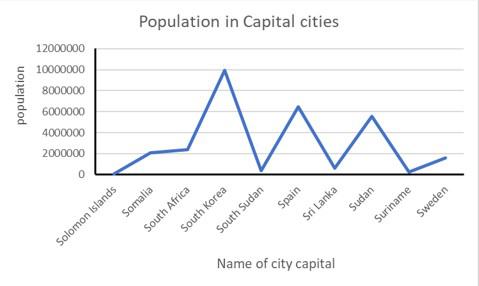 Population in Capital cities
population
12000000
10000000
8000000
6000000
4000000
2000000
0
Solomon Islands
Somalia
South Africa
South Korea
South Sudan
Spain
Sri Lanka
Sudan
Suriname
Sweden
Name of city capital